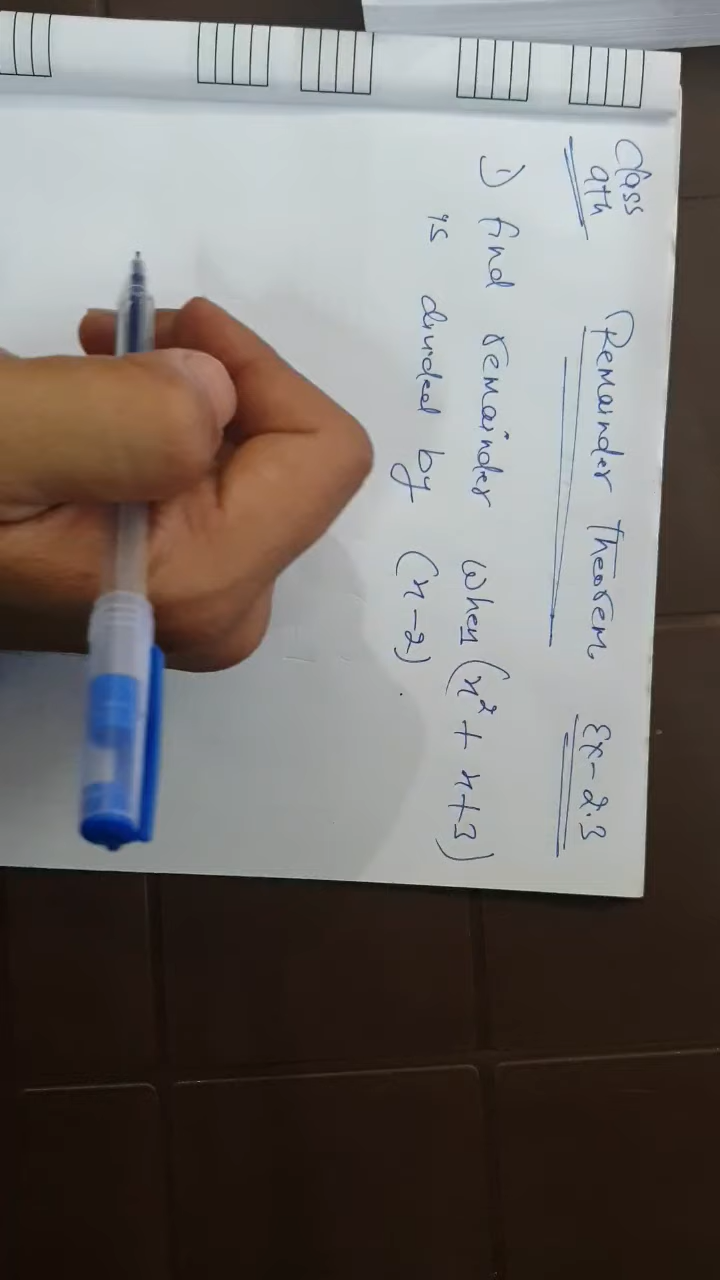 Class 9th Remainder Theorem Ex-2.3
1) find remainder when (x² + x+3)
is divided by (x-2).